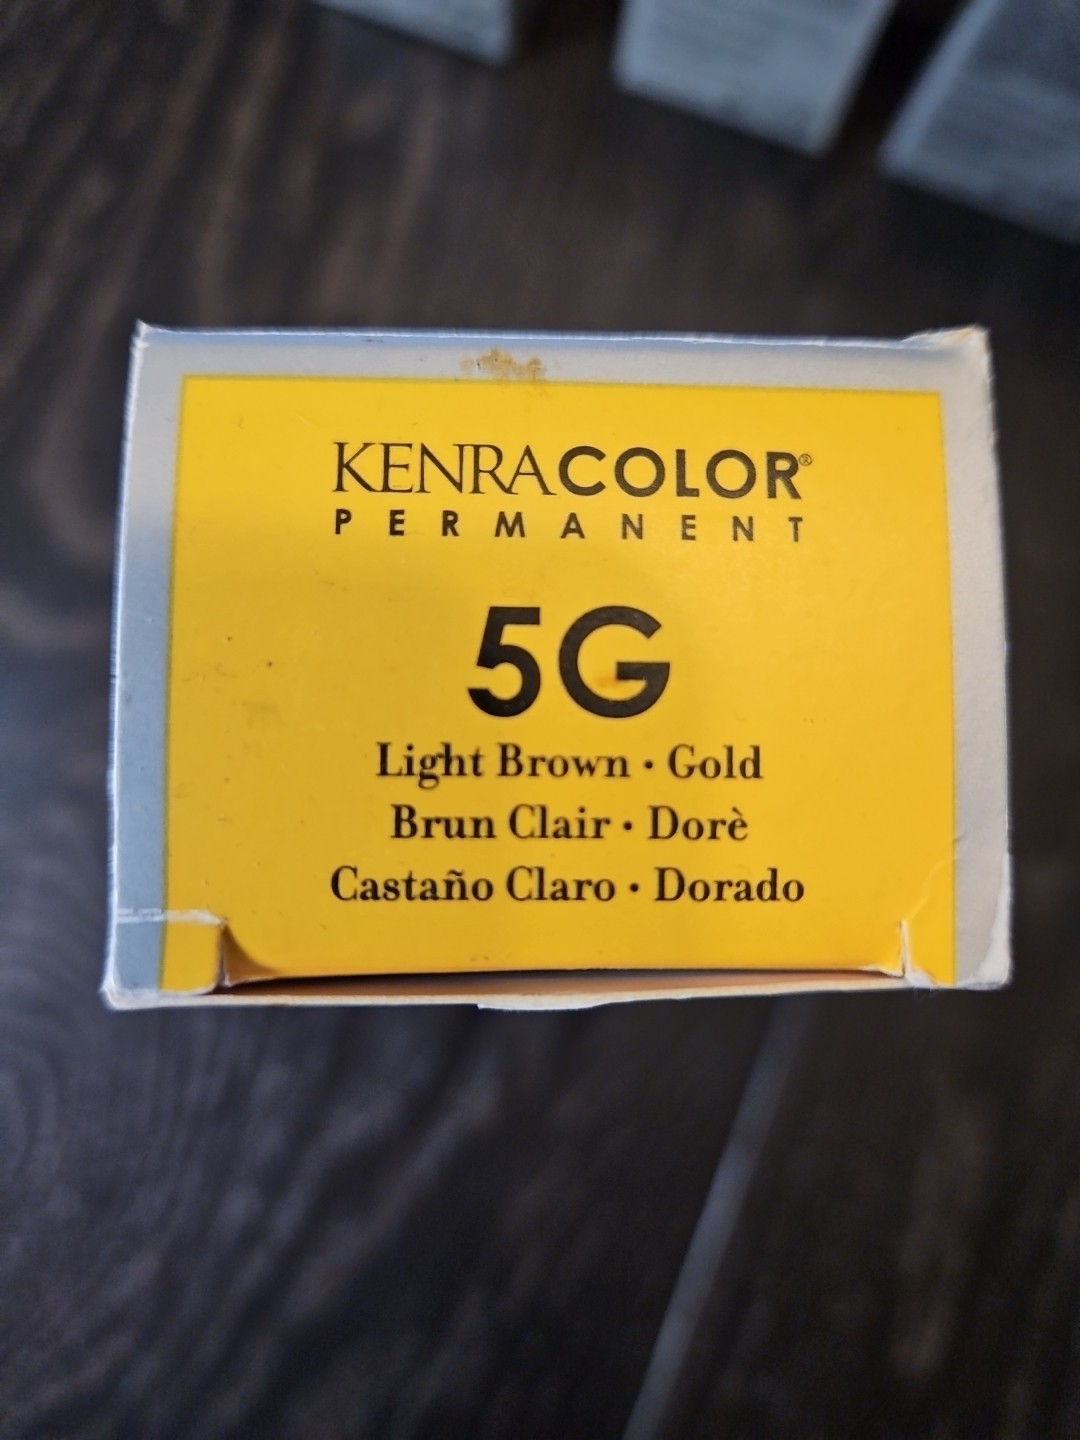 KENRACOLOR®
PERMANENT
5G
Light Brown • Gold
Brun Clair • Dorè
Castaño Claro • Dorado